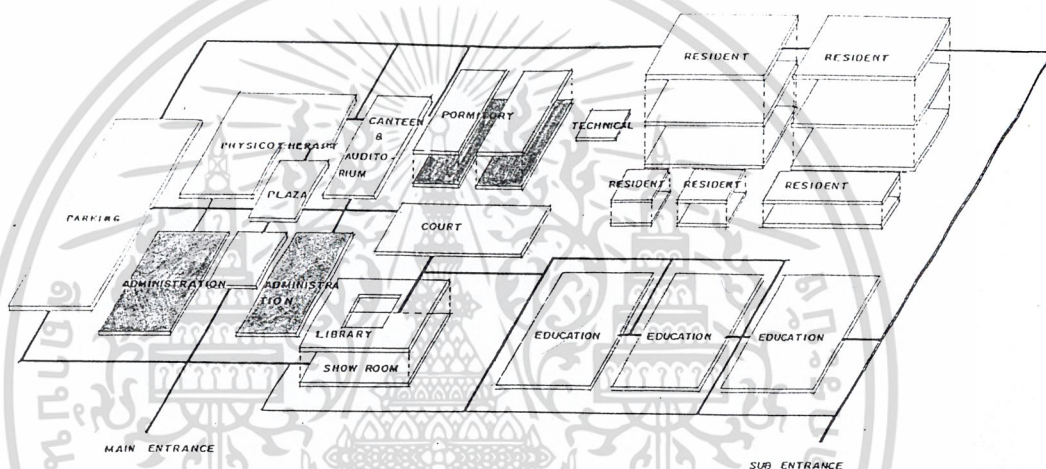 RESIDENT
RESIDENT
CANTEEN
&
AUDITO-
RIUM
PORMITORY
TECHNICAL
PHYSICOTHERAPY
PLAZA
RESIDENT
RESIDENT
RESIDENT
PARKING
COURT
ADMINISTRATION
ADMINISTRA
TION
LIBRARY
SHOW ROOM
EDUCATION
EDUCATION
EDUCATION
MAIN ENTRANCE
SUB ENTRANCE